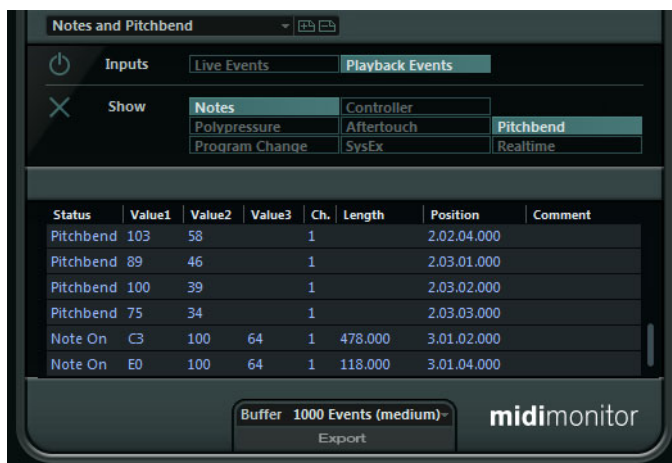 Notes and Pitchbend
Inputs Live Events Playback Events
Show Notes Controller
Polypressure Aftertouch Pitchbend
Program Change SysEx Realtime
Status Value1 Value2 Value3 Ch. Length Position Comment
Pitchbend 103 58 1 2.02.04.000
Pitchbend 89 46 1 2.03.01.000
Pitchbend 100 39 1 2.03.02.000
Pitchbend 75 34 1 2.03.03.000
Note On C3 100 64 1 478.000 3.01.02.000
Note On E0 100 64 1 118.000 3.01.04.000
Buffer 1000 Events (medium)
Export
midimonitor